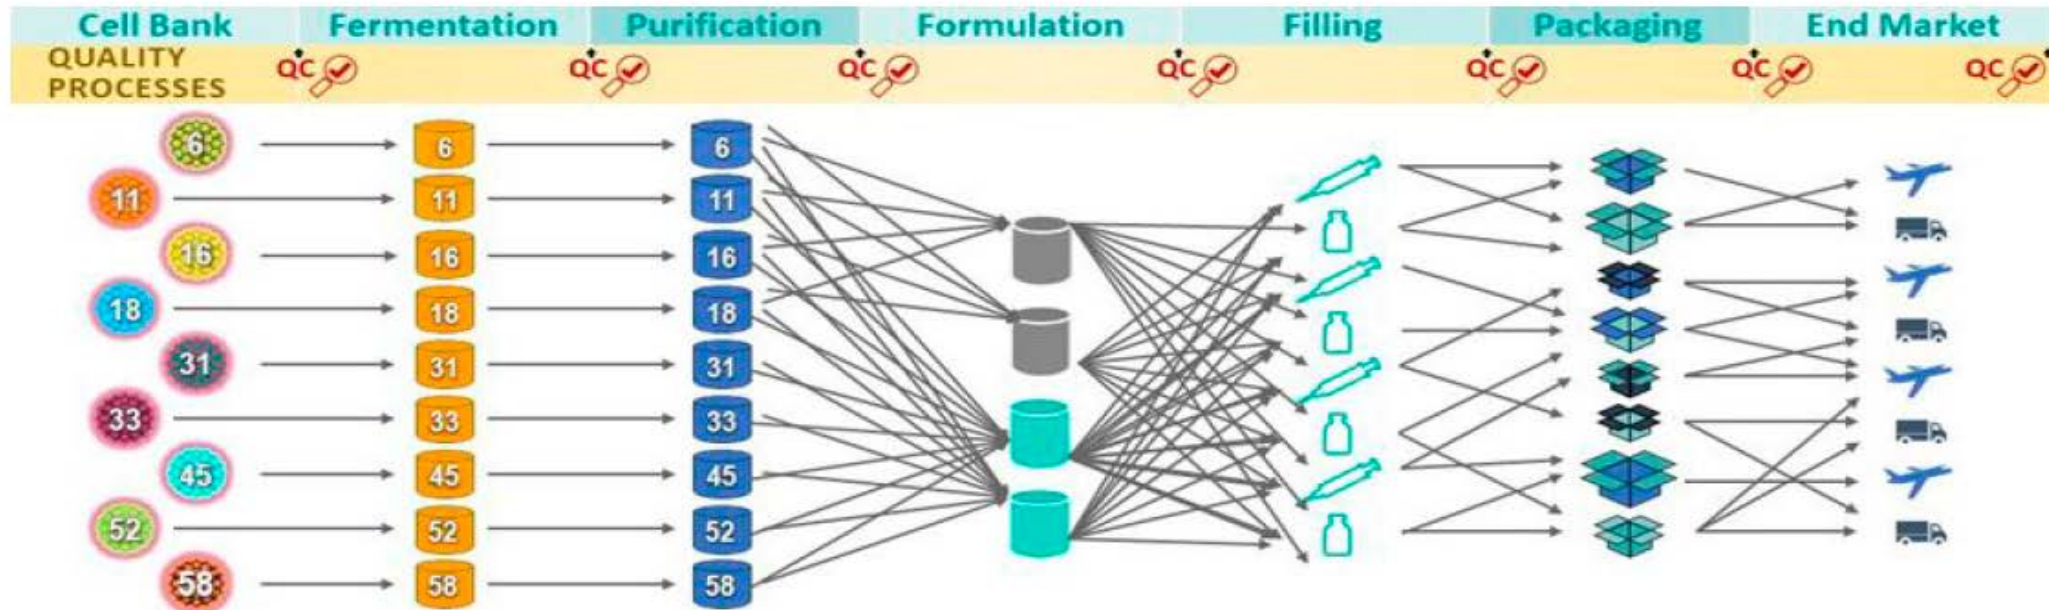 Cell Bank Fermentation Purification Formulation Filling Packaging End Market
QUALITY
PROCESSES
QC QC QC QC QC QC QC
6 6 6
11 11 11
16 16 16
18 18 18
31 31 31
33 33 33
45 45 45
52 52 52
58 58 58